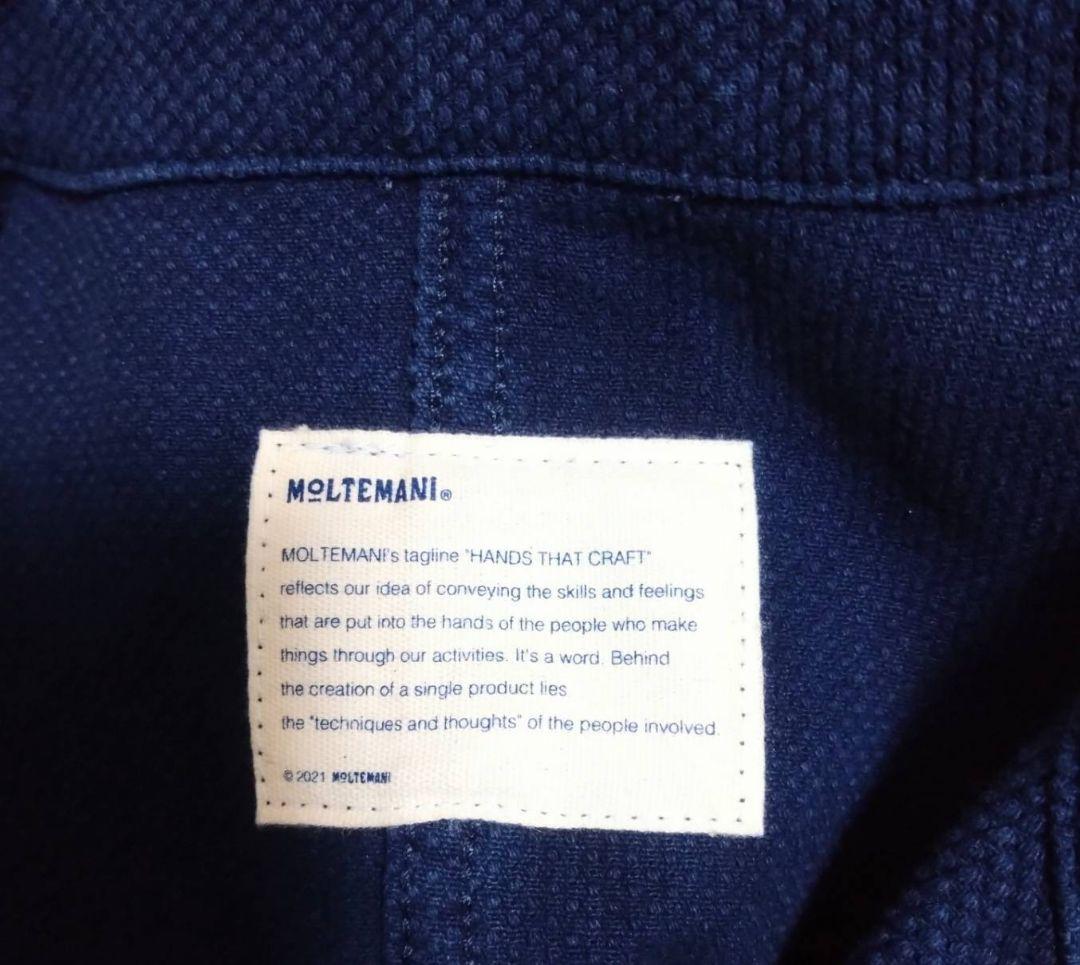 MOLTEMANI®
MOLTEMANI's tagline "HANDS THAT CRAFT"
reflects our idea of conveying the skills and feelings
that are put into the hands of the people who make
things through our activities. It's a word. Behind
the creation of a single product lies
the "techniques and thoughts" of the people involved.
© 2021 MOLTEMANI